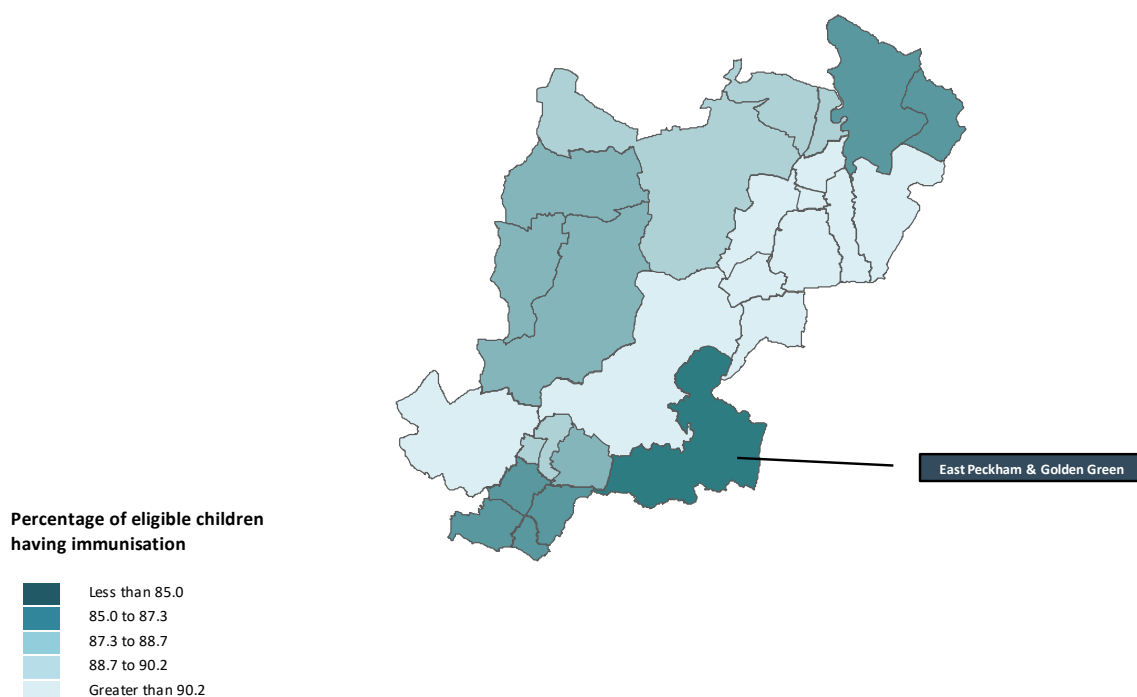 East Peckham & Golden Green
Percentage of eligible children
having immunisation
Less than 85.0
85.0 to 87.3
87.3 to 88.7
88.7 to 90.2
Greater than 90.2